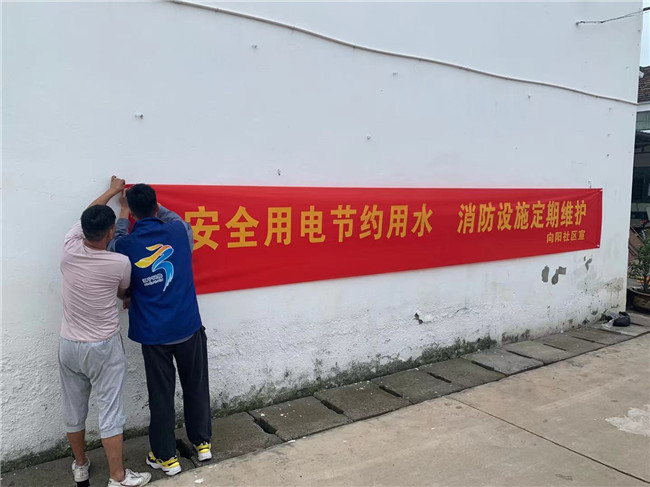 安全用电节约用水 消防设施定期维护
向阳社区宣